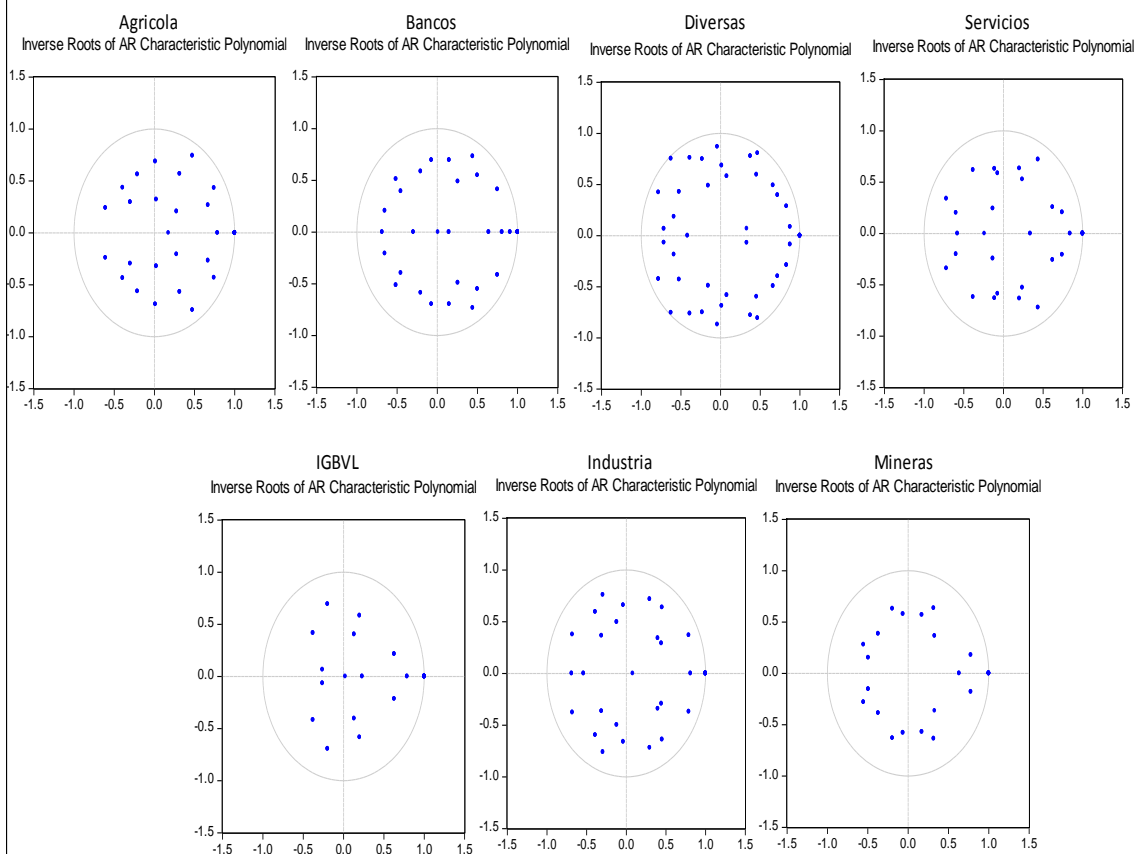 Agricola Bancos Diversas Servicios
Inverse Roots of AR Characteristic Polynomial Inverse Roots of AR Characteristic Polynomial Inverse Roots of AR Characteristic Polynomial Inverse Roots of AR Characteristic Polynomial
1.5 1.5 1.5 1.5
1.0 1.0 1.0 1.0
0.5 0.5 0.5 0.5
0.0 0.0 0.0 0.0
-0.5 -0.5 -0.5 -0.5
-1.0 -1.0 -1.0 -1.0
-1.5 -1.5 -1.5 -1.5
-1.5 -1.0 -0.5 0.0 0.5 1.0 1.5 -1.5 -1.0 -0.5 0.0 0.5 1.0 1.5 -1.5 -1.0 -0.5 0.0 0.5 1.0 1.5 -1.5 -1.0 -0.5 0.0 0.5 1.0 1.5
IGBVL Industria Mineras
Inverse Roots of AR Characteristic Polynomial Inverse Roots of AR Characteristic Polynomial Inverse Roots of AR Characteristic Polynomial
1.5 1.5 1.5
1.0 1.0 1.0
0.5 0.5 0.5
0.0 0.0 0.0
-0.5 -0.5 -0.5
-1.0 -1.0 -1.0
-1.5 -1.5 -1.5
-1.5 -1.0 -0.5 0.0 0.5 1.0 1.5 -1.5 -1.0 -0.5 0.0 0.5 1.0 1.5 -1.5 -1.0 -0.5 0.0 0.5 1.0 1.5